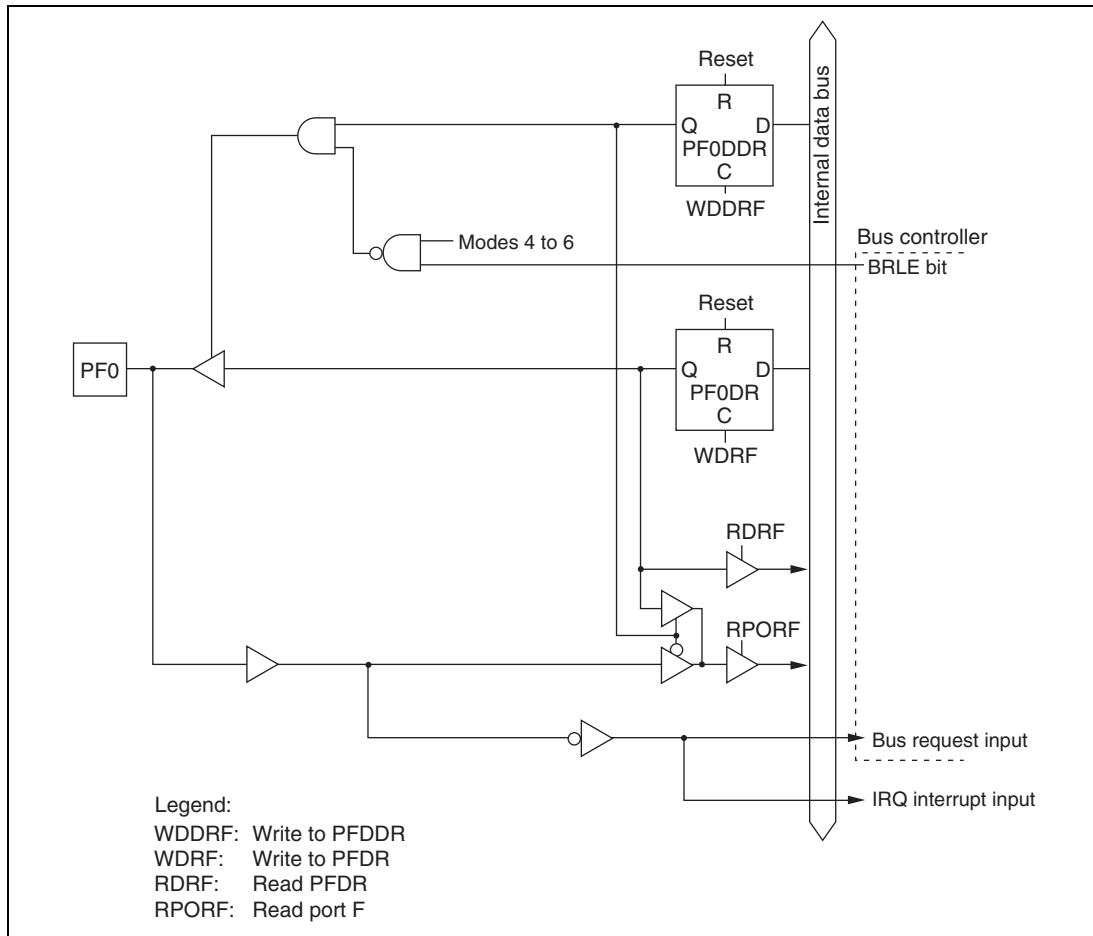 Reset
R
Q D
PF0DDR
C
WDDRF
Internal data bus
Modes 4 to 6
Bus controller
BRLE bit
Reset
R
Q D
PF0DR
C
WDRF
PF0
RDRF
RPORF
Bus request input
IRQ interrupt input
Legend:
WDDRF: Write to PFDDR
WDRF: Write to PFDR
RDRF: Read PFDR
RPORF: Read port F